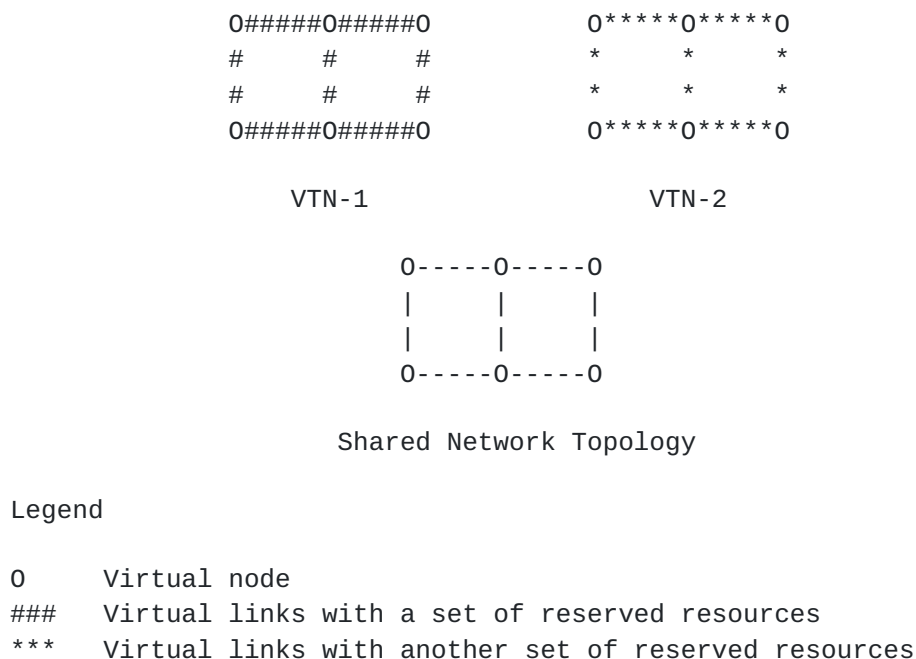 O#####O#####O              O*****O*****O
#     #     #              *     *     *
#     #     #              *     *     *
O#####O#####O              O*****O*****O
VTN-1                  VTN-2
O-----O-----O
|     |     |
|     |     |
O-----O-----O
Shared Network Topology
Legend
O     Virtual node
###   Virtual links with a set of reserved resources
***   Virtual links with another set of reserved resources